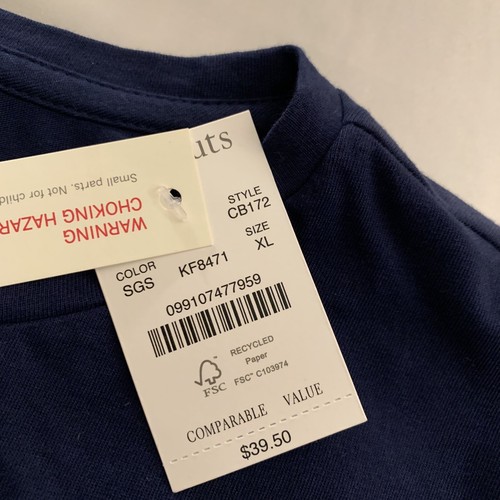 uts
STYLE
CB172
SIZE
XL
COLOR
SGS
KF8471
099107477959
RECYCLED
Paper
FSC
FSC™ C103974
COMPARABLE VALUE
$39.50
WARNING
CHOKING HAZAR
Small parts. Not for child